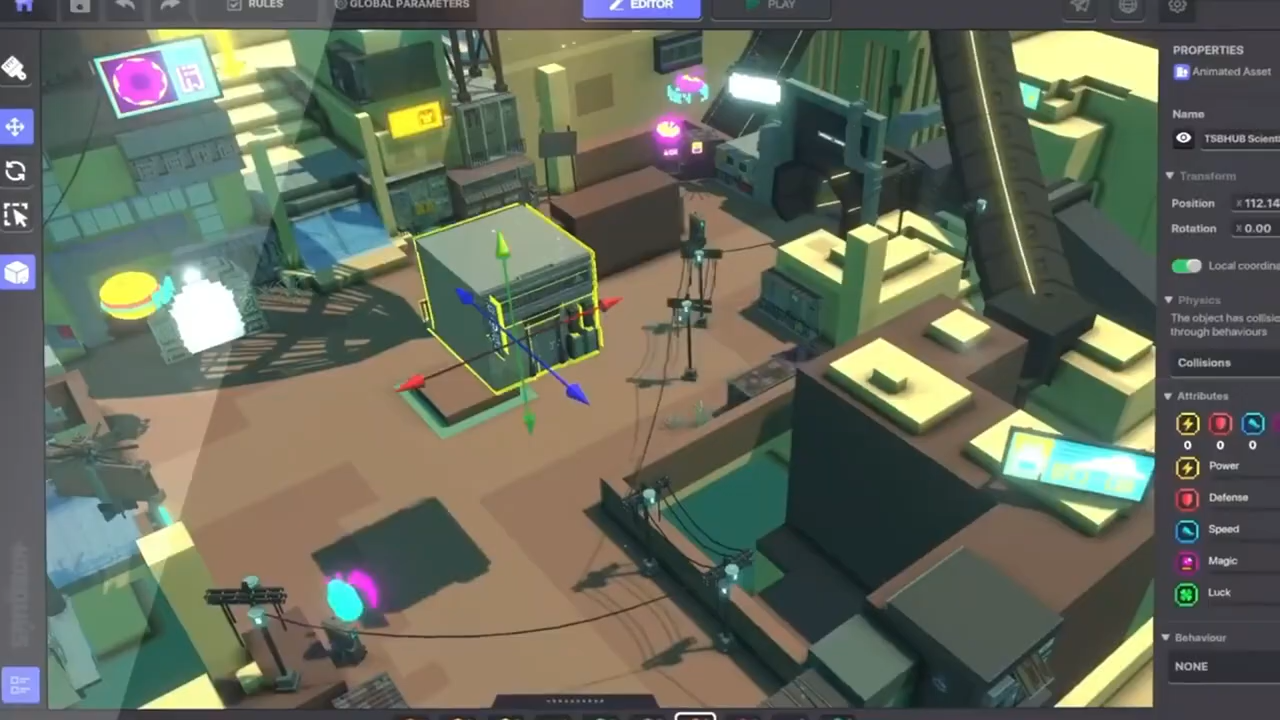 RULES
GLOBAL PARAMETERS
EDITOR
PLAY
PROPERTIES
Animated Asset
Name
TSBHUB Scient
Transform
Position
X 112.14
Rotation
X 0.00
Local coordina
Physics
The object has collisio
through behaviours
Collisions
Attributes
0 0 0
Power
Defense
Speed
Magic
Luck
Behaviour
NONE